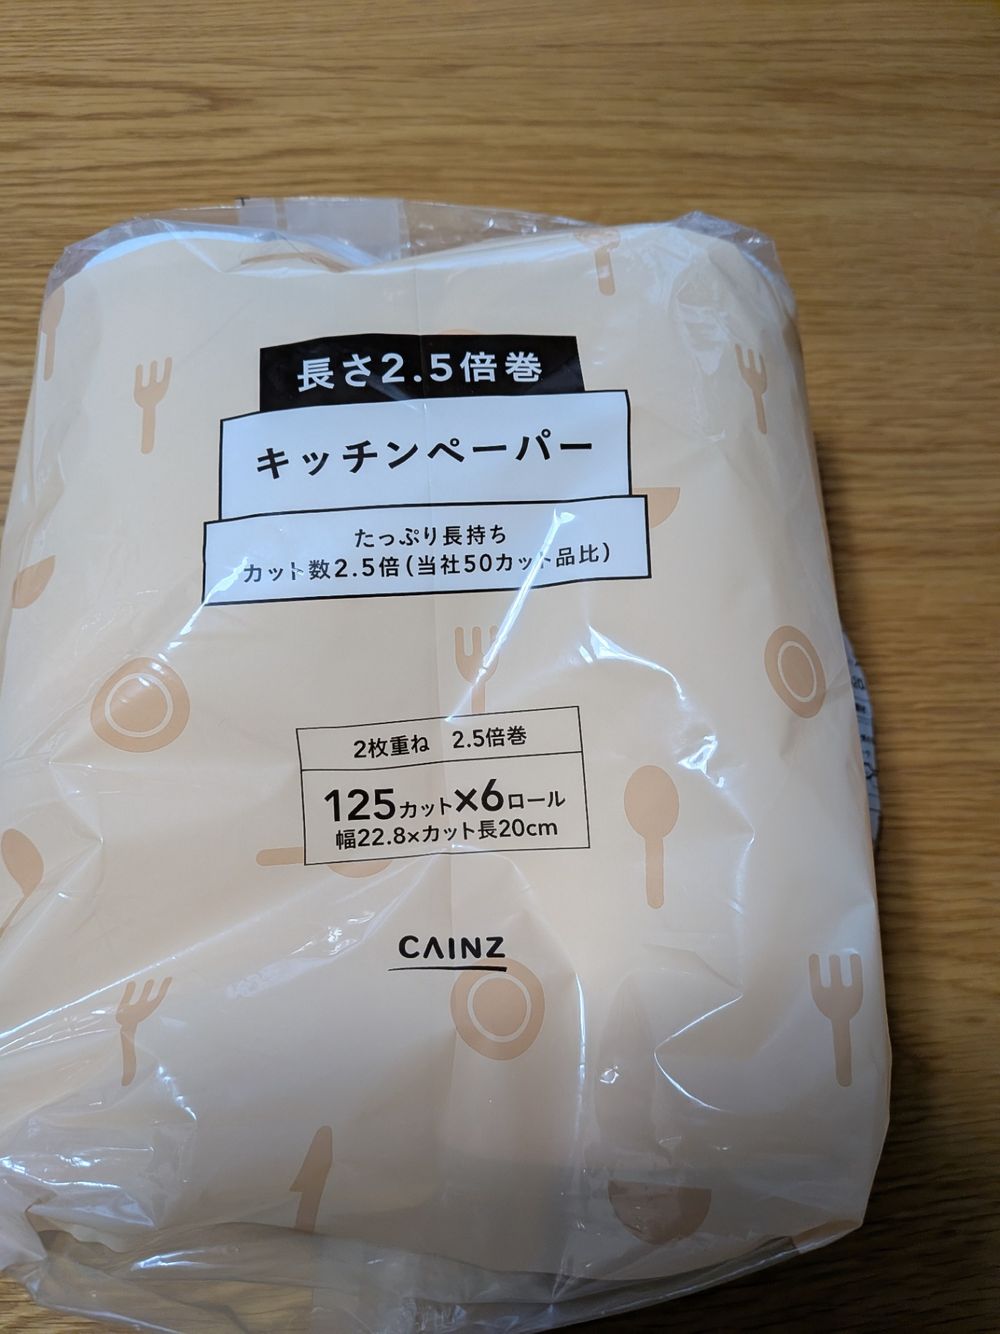 長さ2.5倍巻
キッチンペーパー
たっぷり長持ち
カット数2.5倍(当社50カット品比)
2枚重ね 2.5倍巻
125カット×6ロール
幅22.8×カット長20cm
CAINZ